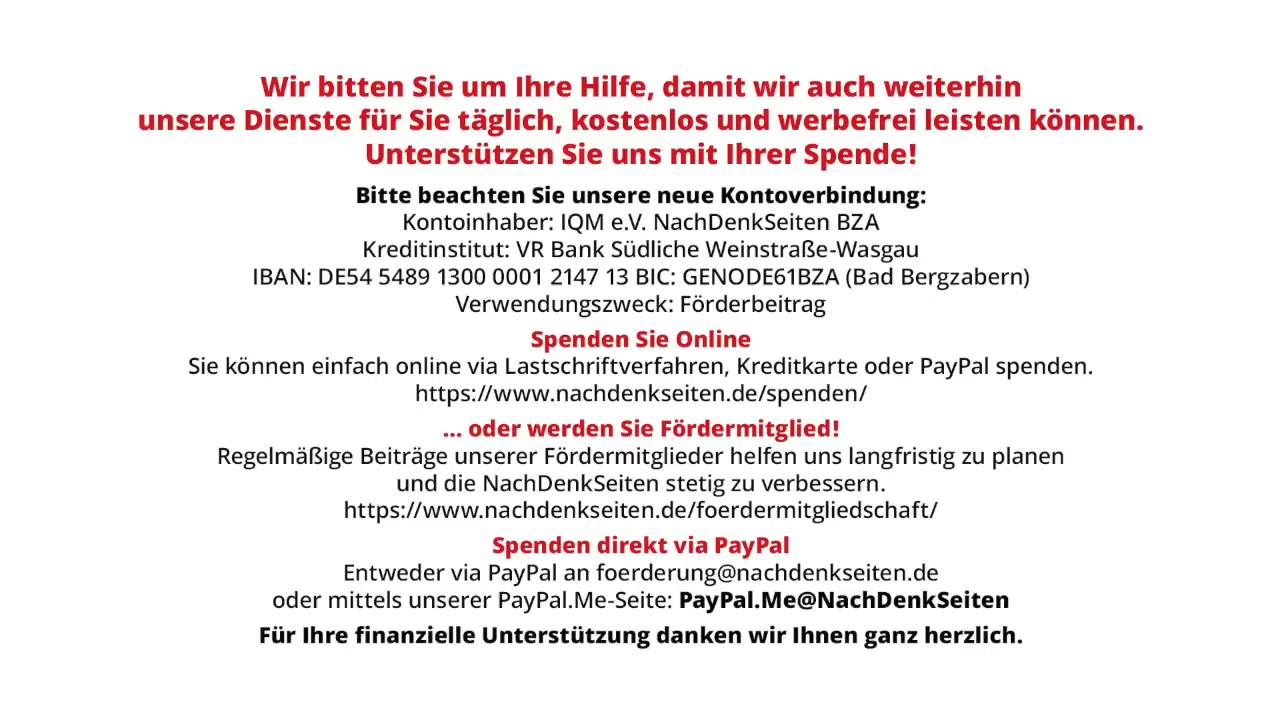 Wir bitten Sie um Ihre Hilfe, damit wir auch weiterhin
unsere Dienste für Sie täglich, kostenlos und werbefrei leisten können.
Unterstützen Sie uns mit Ihrer Spende!
Bitte beachten Sie unsere neue Kontoverbindung:
Kontoinhaber: IQM e.V. NachDenkSeiten BZA
Kreditinstitut: VR Bank Südliche Weinstraße-Wasgau
IBAN: DE54 5489 1300 0001 2147 13 BIC: GENODE61BZA (Bad Bergzabern)
Verwendungszweck: Förderbeitrag
Spenden Sie Online
Sie können einfach online via Lastschriftverfahren, Kreditkarte oder PayPal spenden.
https://www.nachdenkseiten.de/spenden/
... oder werden Sie Fördermitglied!
Regelmäßige Beiträge unserer Fördermitglieder helfen uns langfristig zu planen
und die NachDenkSeiten stetig zu verbessern.
https://www.nachdenkseiten.de/foerdermitgliedschaft/
Spenden direkt via PayPal
Entweder via PayPal an foerderung@nachdenkseiten.de
oder mittels unserer PayPal.Me-Seite: PayPal.Me@NachDenkSeiten
Für Ihre finanzielle Unterstützung danken wir Ihnen ganz herzlich.